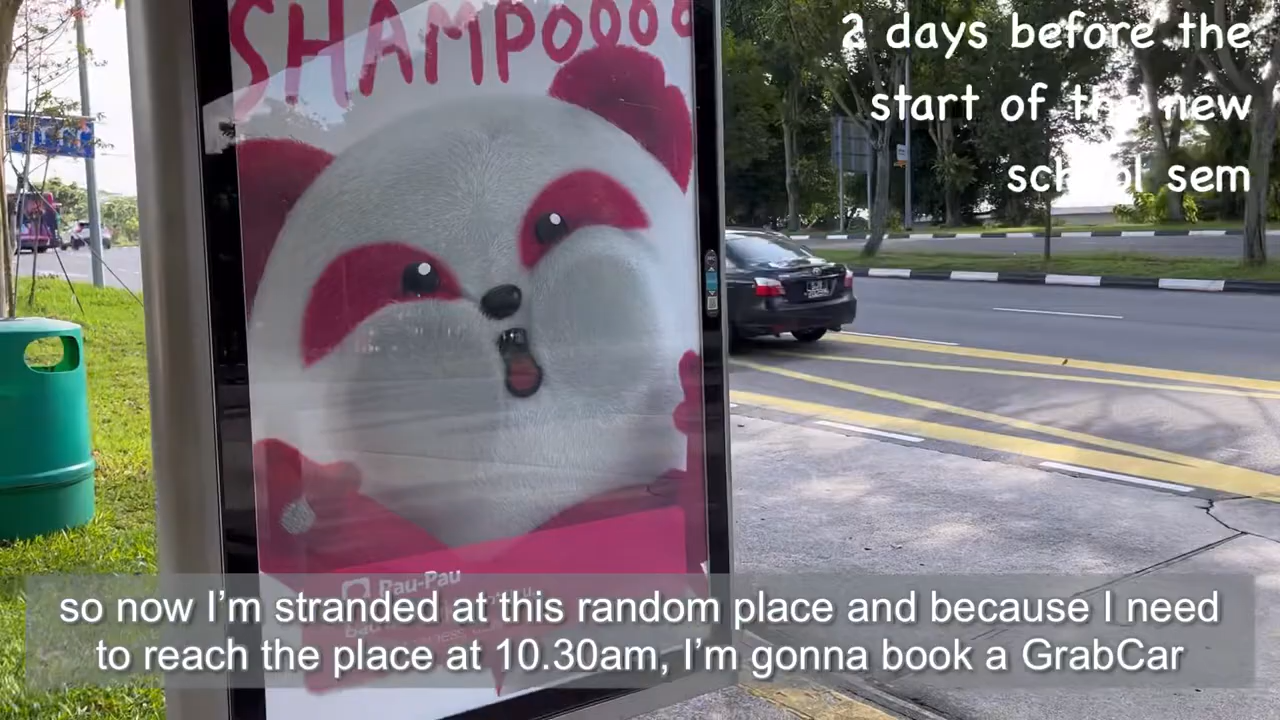 SHAMPOOOO
2 days before the
start of the new
school sem
Pau-Pau
so now I'm stranded at this random place and because I need
to reach the place at 10.30am, I'm gonna book a GrabCar